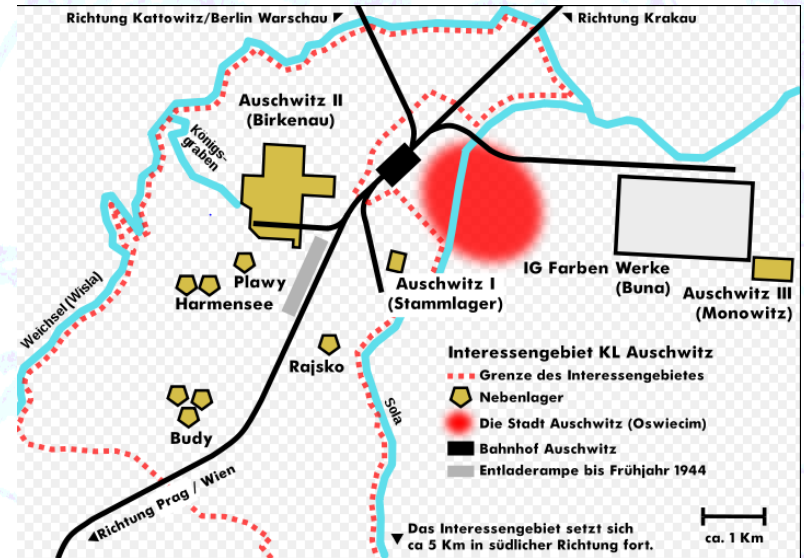 Richtung Kattowitz/Berlin Warschau
Richtung Krakau
Auschwitz II
(Birkenau)
Königs-
graben
Weichsel (Wisla)
Plawy
Harmensee
Auschwitz I
(Stammlager)
IG Farben Werke
(Buna)
Auschwitz III
(Monowitz)
Rajsko
Sola
Budy
Richtung Prag / Wien
Interessengebiet KL Auschwitz
Grenze des Interessengebietes
Nebenlager
Die Stadt Auschwitz (Oswiecim)
Bahnhof Auschwitz
Entladerampe bis Frühjahr 1944
Das Interessengebiet setzt sich
ca 5 Km in südlicher Richtung fort.
ca. 1 Km